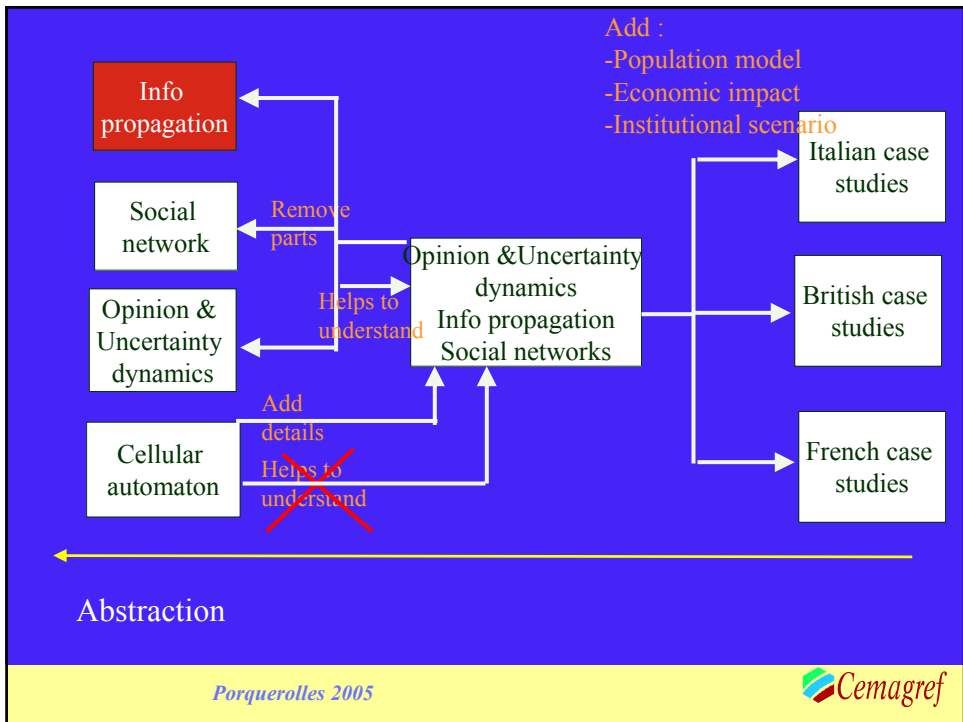 Add :
-Population model
-Economic impact
-Institutional scenario
Info
propagation
Social
network
Opinion &
Uncertainty
dynamics
Cellular
automaton
Remove
parts
Helps to
understand
Add
details
Helps to
understand
Opinion &Uncertainty
dynamics
Info propagation
Social networks
Italian case
studies
British case
studies
French case
studies
Abstraction
Porquerolles 2005
Cemagref